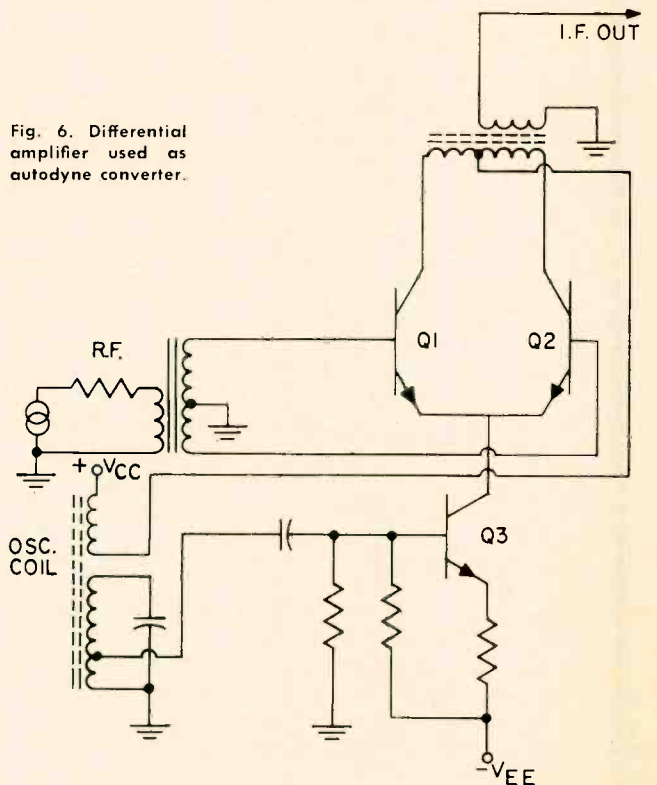 I.F. OUT
Fig. 6. Differential
amplifier used as
autodyne converter.
R.F.
Q1
Q2
+ VCC
OSC.
COIL
Q3
-VEE